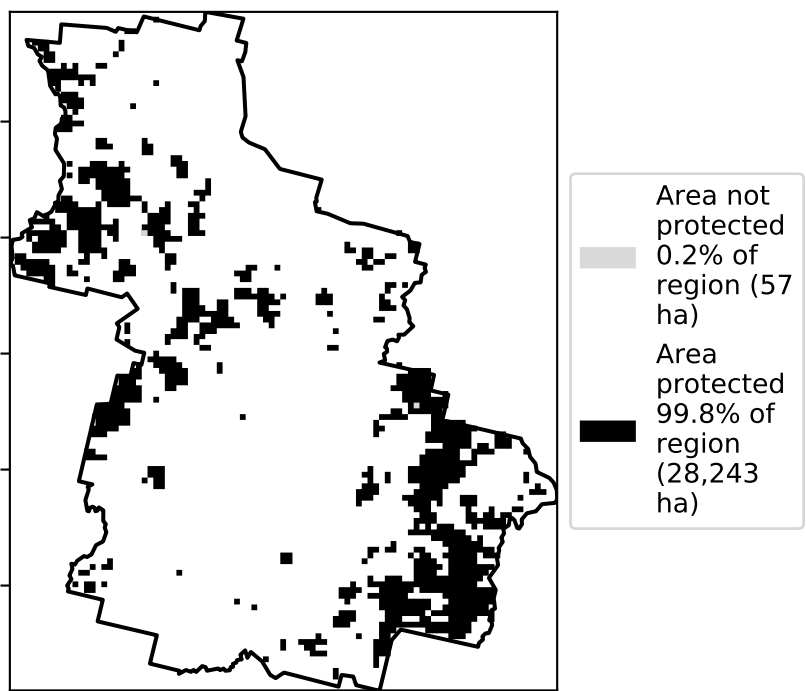 Area not
protected
0.2% of
region (57
ha)
Area
protected
99.8% of
region
(28,243
ha)